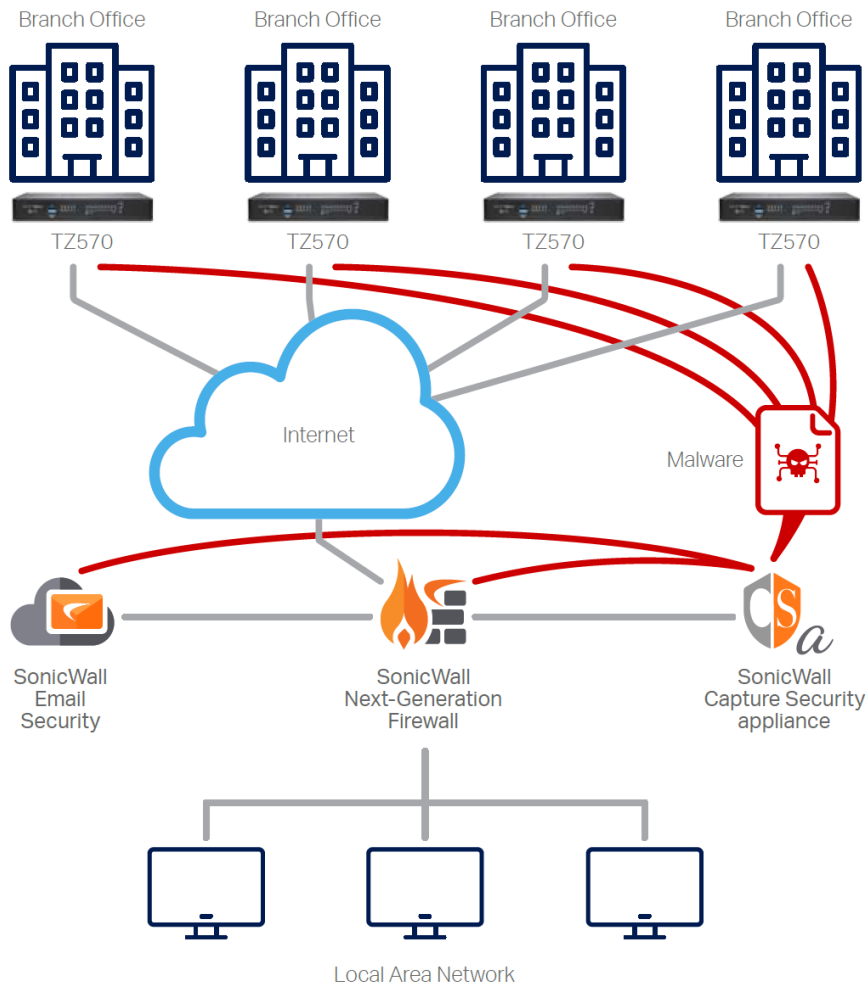 Branch Office
Branch Office
Branch Office
Branch Office
TZ570
TZ570
TZ570
TZ570
Internet
Malware
CSa
SonicWall
Email
Security
SonicWall
Next-Generation
Firewall
SonicWall
Capture Security
appliance
Local Area Network